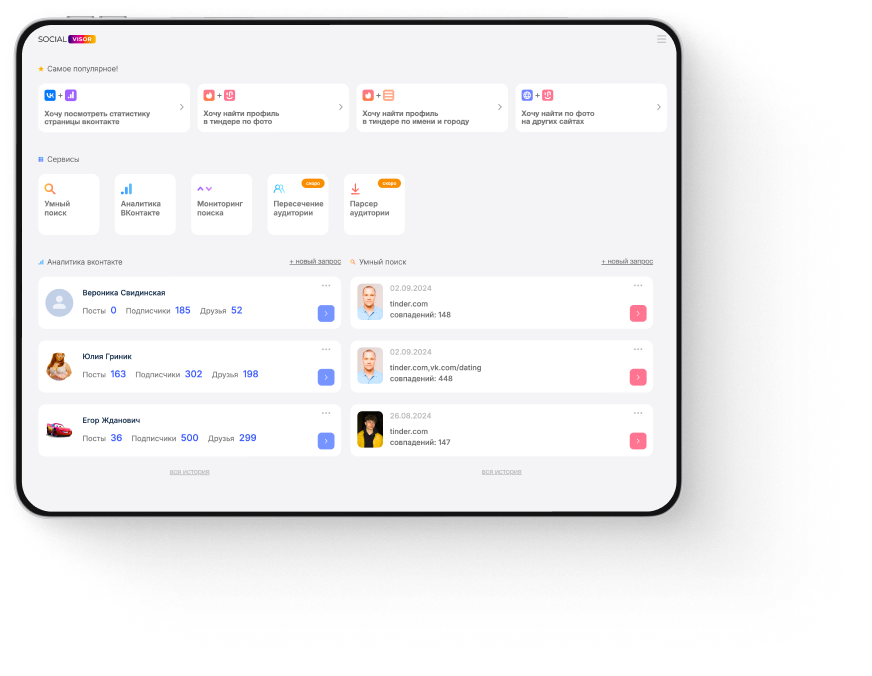 SOCIAL VISOR
Самое популярное!
+
Хочу посмотреть статистику
страницы вконтакте
+
Хочу найти профиль
в тиндере по фото
+
Хочу найти профиль
в тиндере по имени и городу
+
Хочу найти по фото
на других сайтах
Сервисы
Умный
поиск
Аналитика
ВКонтакте
Мониторинг
поиска
скоро
Пересечение
аудитории
скоро
Парсер
аудитории
Аналитика вконтакте
+ новый запрос
Вероника Свидинская
Посты 0 Подписчики 185 Друзья 52
Юлия Гриник
Посты 163 Подписчики 302 Друзья 198
Егор Жданович
Посты 36 Подписчики 500 Друзья 299
вся история
Умный поиск
+ новый запрос
02.09.2024
tinder.com
совпадений: 148
02.09.2024
tinder.com,vk.com/dating
совпадений: 448
26.08.2024
tinder.com
совпадений: 147
вся история